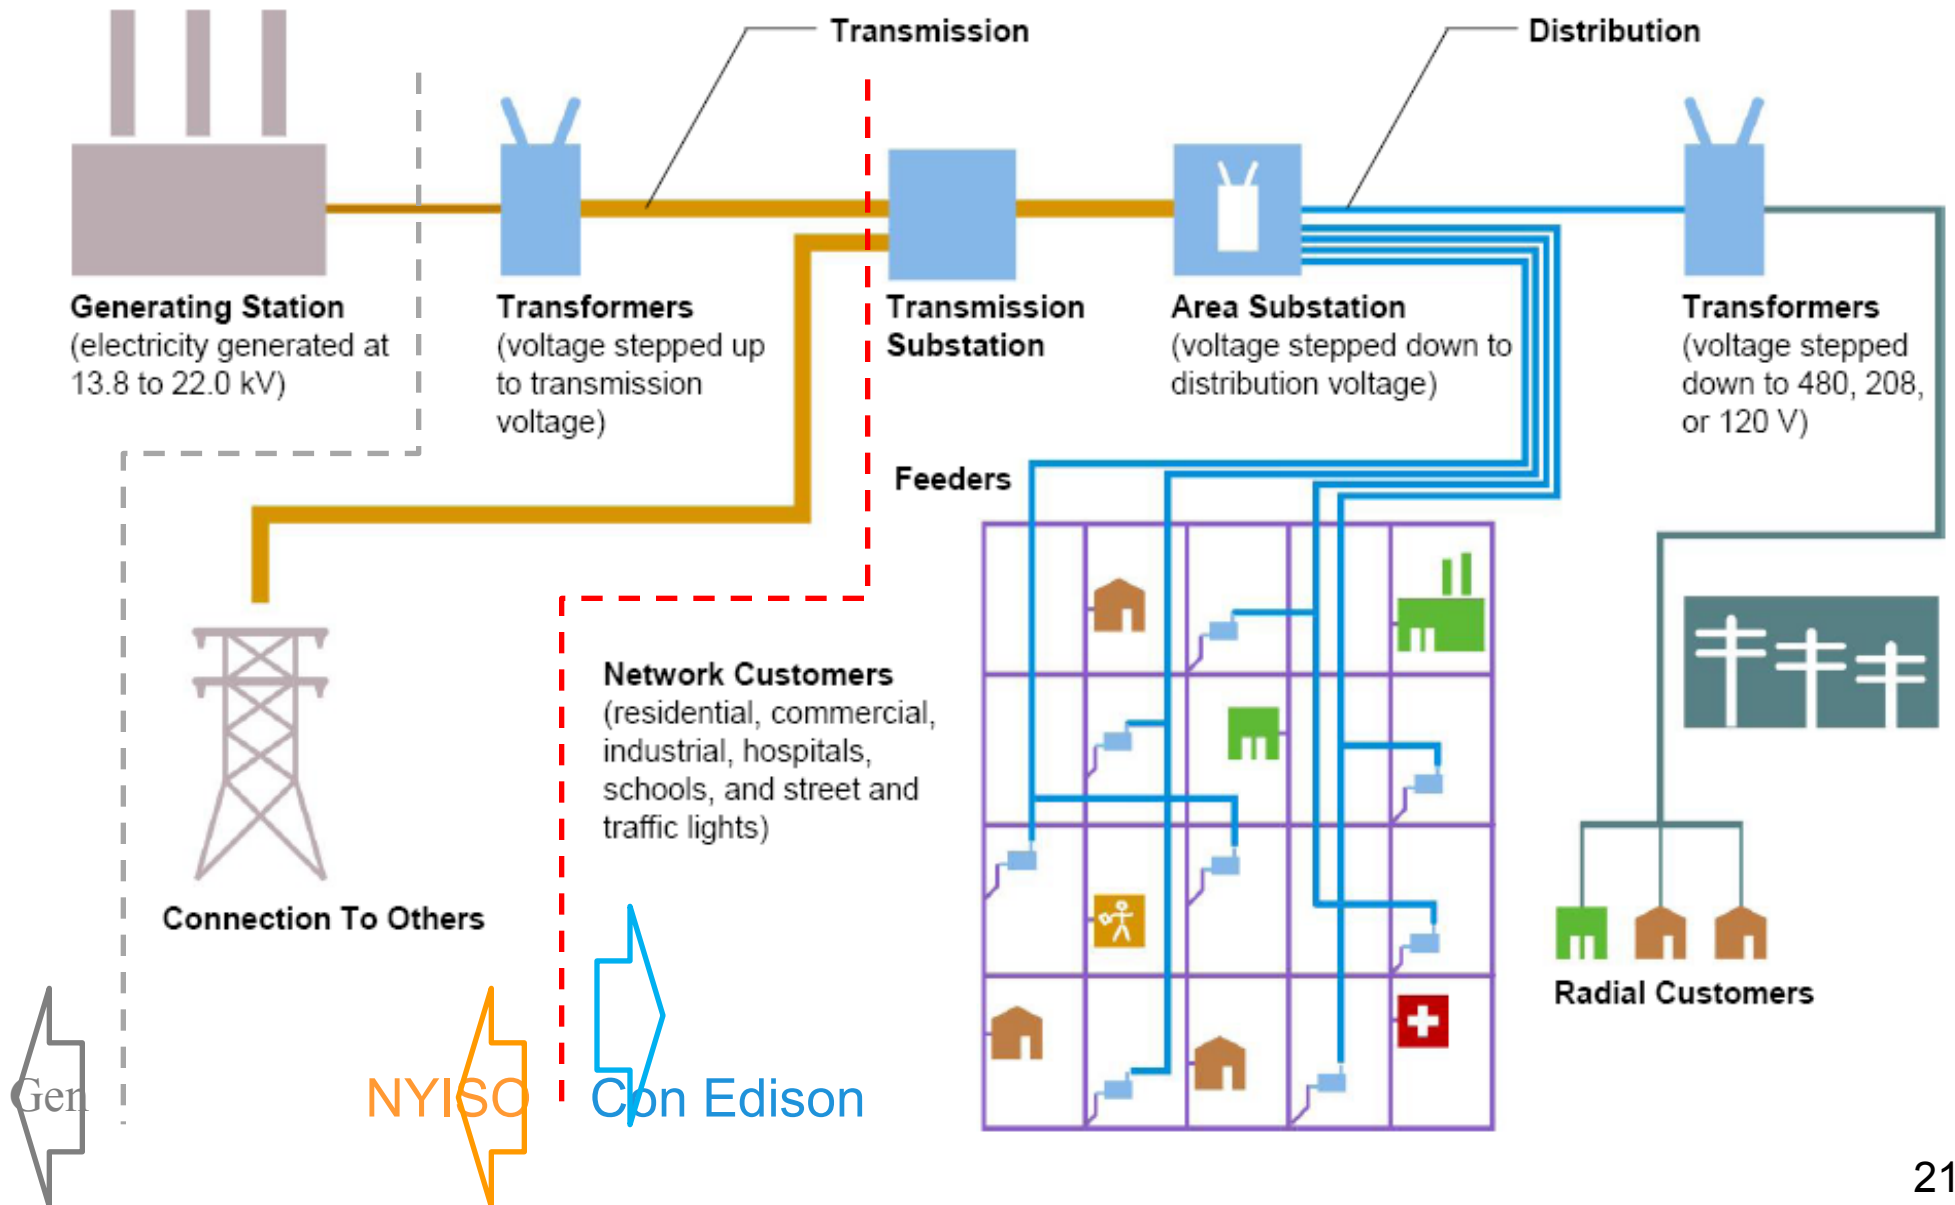 Transmission
Distribution
Generating Station
(electricity generated at
13.8 to 22.0 kV)
Transformers
(voltage stepped up
to transmission
voltage)
Transmission
Substation
Area Substation
(voltage stepped down to
distribution voltage)
Transformers
(voltage stepped
down to 480, 208,
or 120 V)
Feeders
Network Customers
(residential, commercial,
industrial, hospitals,
schools, and street and
traffic lights)
Connection To Others
Radial Customers
Gen
NYISO
Con Edison
21